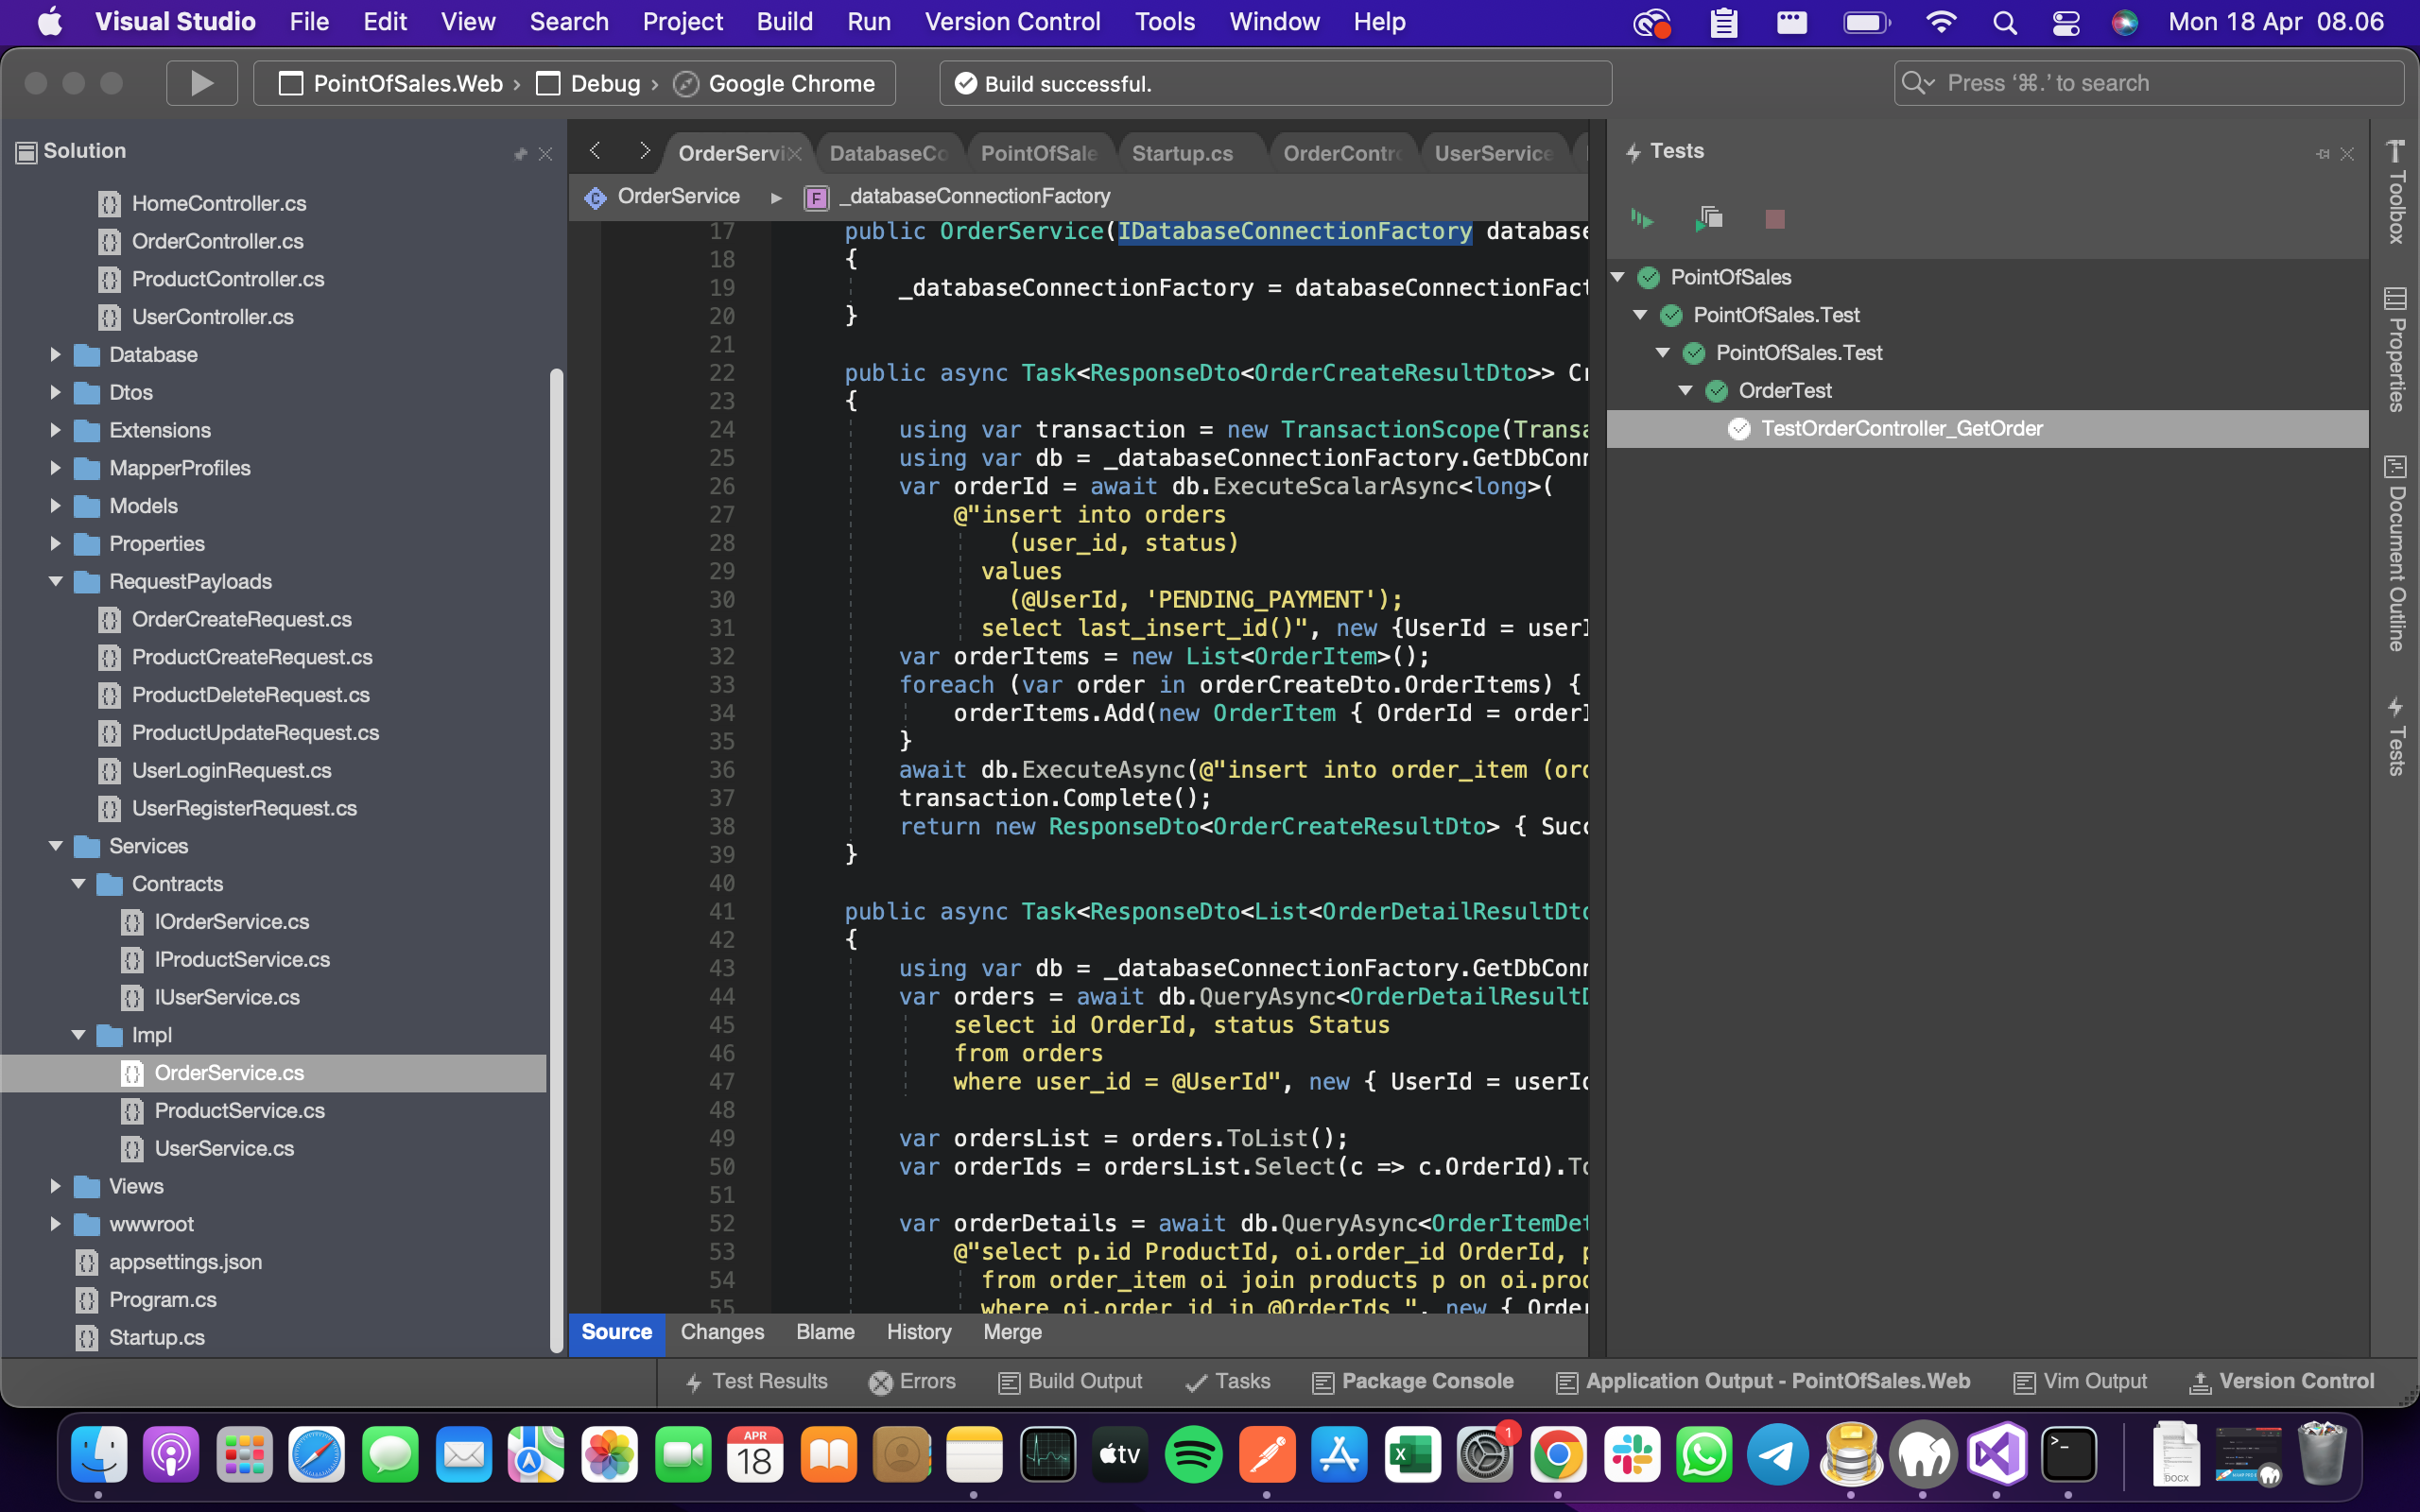 Visual Studio File Edit View Search Project Build Run Version Control Tools Window Help Mon 18 Apr 08.06
PointOfSales.Web › Debug › Google Chrome
Build successful.
Press ‘⌘.’ to search
Solution
HomeController.cs
OrderController.cs
ProductController.cs
UserController.cs
Database
Dtos
Extensions
MapperProfiles
Models
Properties
RequestPayloads
OrderCreateRequest.cs
ProductCreateRequest.cs
ProductDeleteRequest.cs
ProductUpdateRequest.cs
UserLoginRequest.cs
UserRegisterRequest.cs
Services
Contracts
IOrderService.cs
IProductService.cs
IUserService.cs
Impl
OrderService.cs
ProductService.cs
UserService.cs
Views
wwwroot
appsettings.json
Program.cs
Startup.cs
OrderServi DatabaseCo PointOfSale Startup.cs OrderContr UserService
OrderService ▸ F _databaseConnectionFactory
17 public OrderService(IDatabaseConnectionFactory database
18 {
19 _databaseConnectionFactory = databaseConnectionFact
20 }
21
22 public async Task<ResponseDto<OrderCreateResultDto>> Cr
23 {
24 using var transaction = new TransactionScope(Transa
25 using var db = _databaseConnectionFactory.GetDbConn
26 var orderId = await db.ExecuteScalarAsync<long>(
27 @"insert into orders
28 (user_id, status)
29 values
30 (@UserId, 'PENDING_PAYMENT');
31 select last_insert_id()", new {UserId = userI
32 var orderItems = new List<OrderItem>();
33 foreach (var order in orderCreateDto.OrderItems) {
34 orderItems.Add(new OrderItem { OrderId = orderI
35 }
36 await db.ExecuteAsync(@"insert into order_item (ord
37 transaction.Complete();
38 return new ResponseDto<OrderCreateResultDto> { Succ
39 }
40
41 public async Task<ResponseDto<List<OrderDetailResultDto
42 {
43 using var db = _databaseConnectionFactory.GetDbConn
44 var orders = await db.QueryAsync<OrderDetailResultD
45 select id OrderId, status Status
46 from orders
47 where user_id = @UserId", new { UserId = userId
48
49 var ordersList = orders.ToList();
50 var orderIds = ordersList.Select(c => c.OrderId).To
51
52 var orderDetails = await db.QueryAsync<OrderItemDet
53 @"select p.id ProductId, oi.order_id OrderId, p
54 from order_item oi join products p on oi.prod
55 where oi.order_id in @OrderIds ", new { Order
Source Changes Blame History Merge
Tests
PointOfSales
PointOfSales.Test
PointOfSales.Test
OrderTest
TestOrderController_GetOrder
Toolbox
Properties
Document Outline
Tests
Test Results Errors Build Output Tasks Package Console Application Output - PointOfSales.Web Vim Output Version Control
APR
18
tv
X
1
>_
DOCX